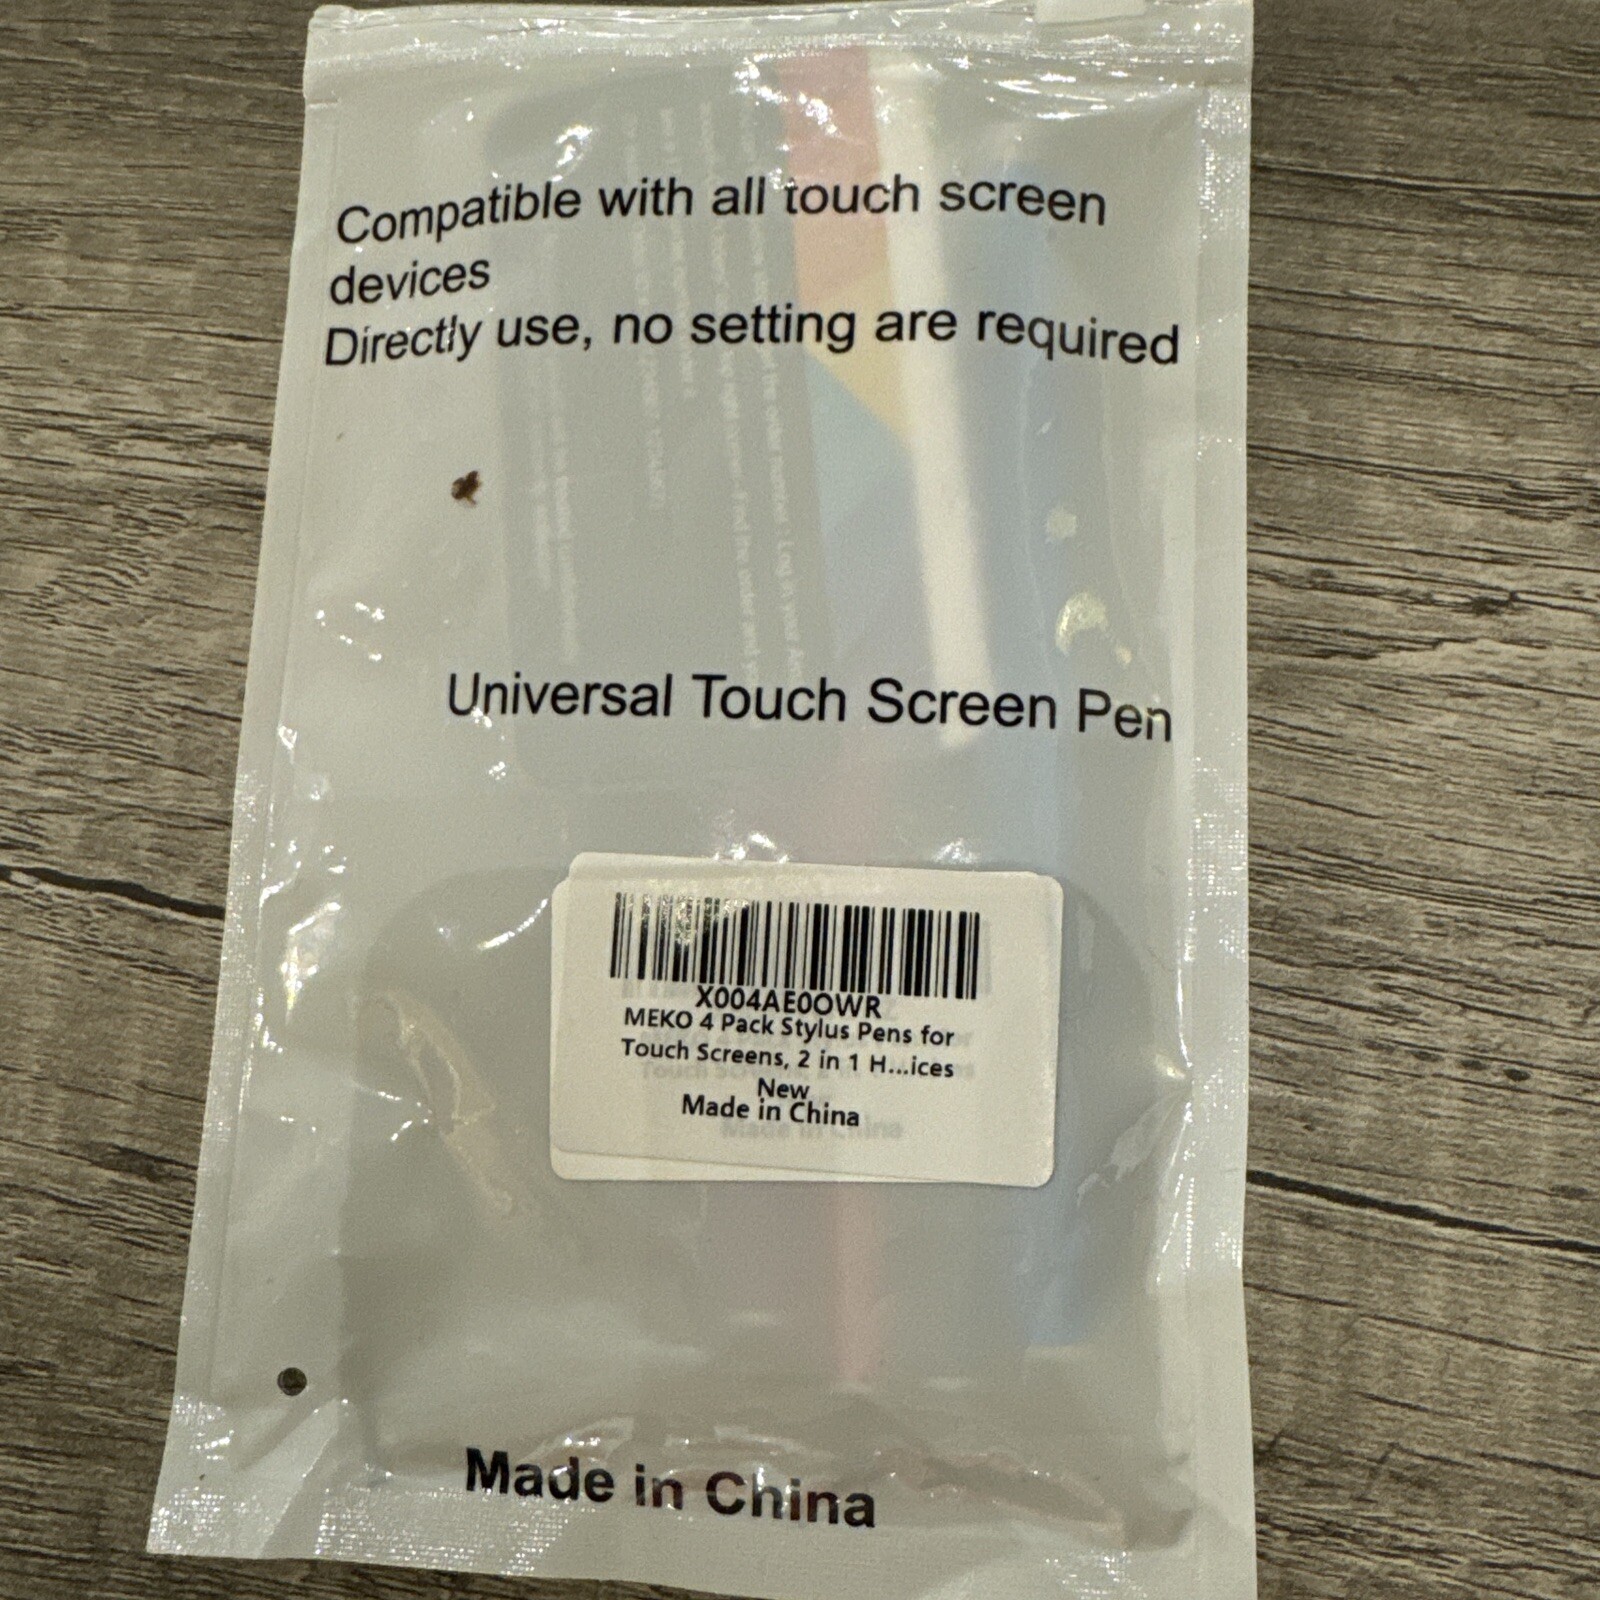 Compatible with all touch screen
devices
Directly use, no setting are required
Universal Touch Screen Pen
X004AE0OWR
MEKO 4 Pack Stylus Pens for
Touch Screens, 2 in 1 H...ices
New
Made in China
Made in China